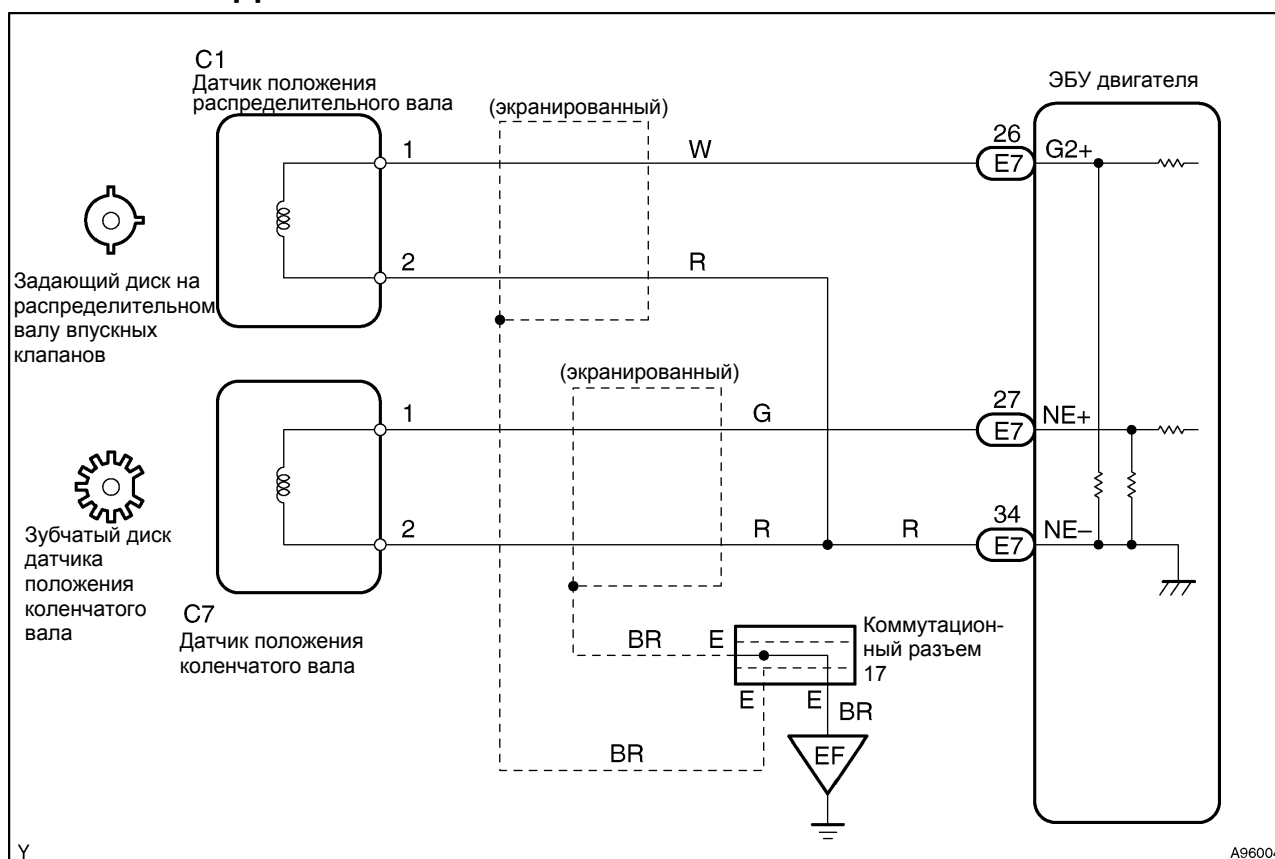 C1
Датчик положения
распределительного вала
(экранированный)
ЭБУ двигателя
1
W
26
E7
G2+
2
R
Задающий диск на
распределительном
валу впускных
клапанов
(экранированный)
1
G
27
E7
NE+
2
R
R
34
E7
NE−
Зубчатый диск
датчика
положения
коленчатого
вала
C7
Датчик положения
коленчатого вала
BR
E
Коммутацион-
ный разъем
17
E
E
BR
BR
EF
Y
A96004